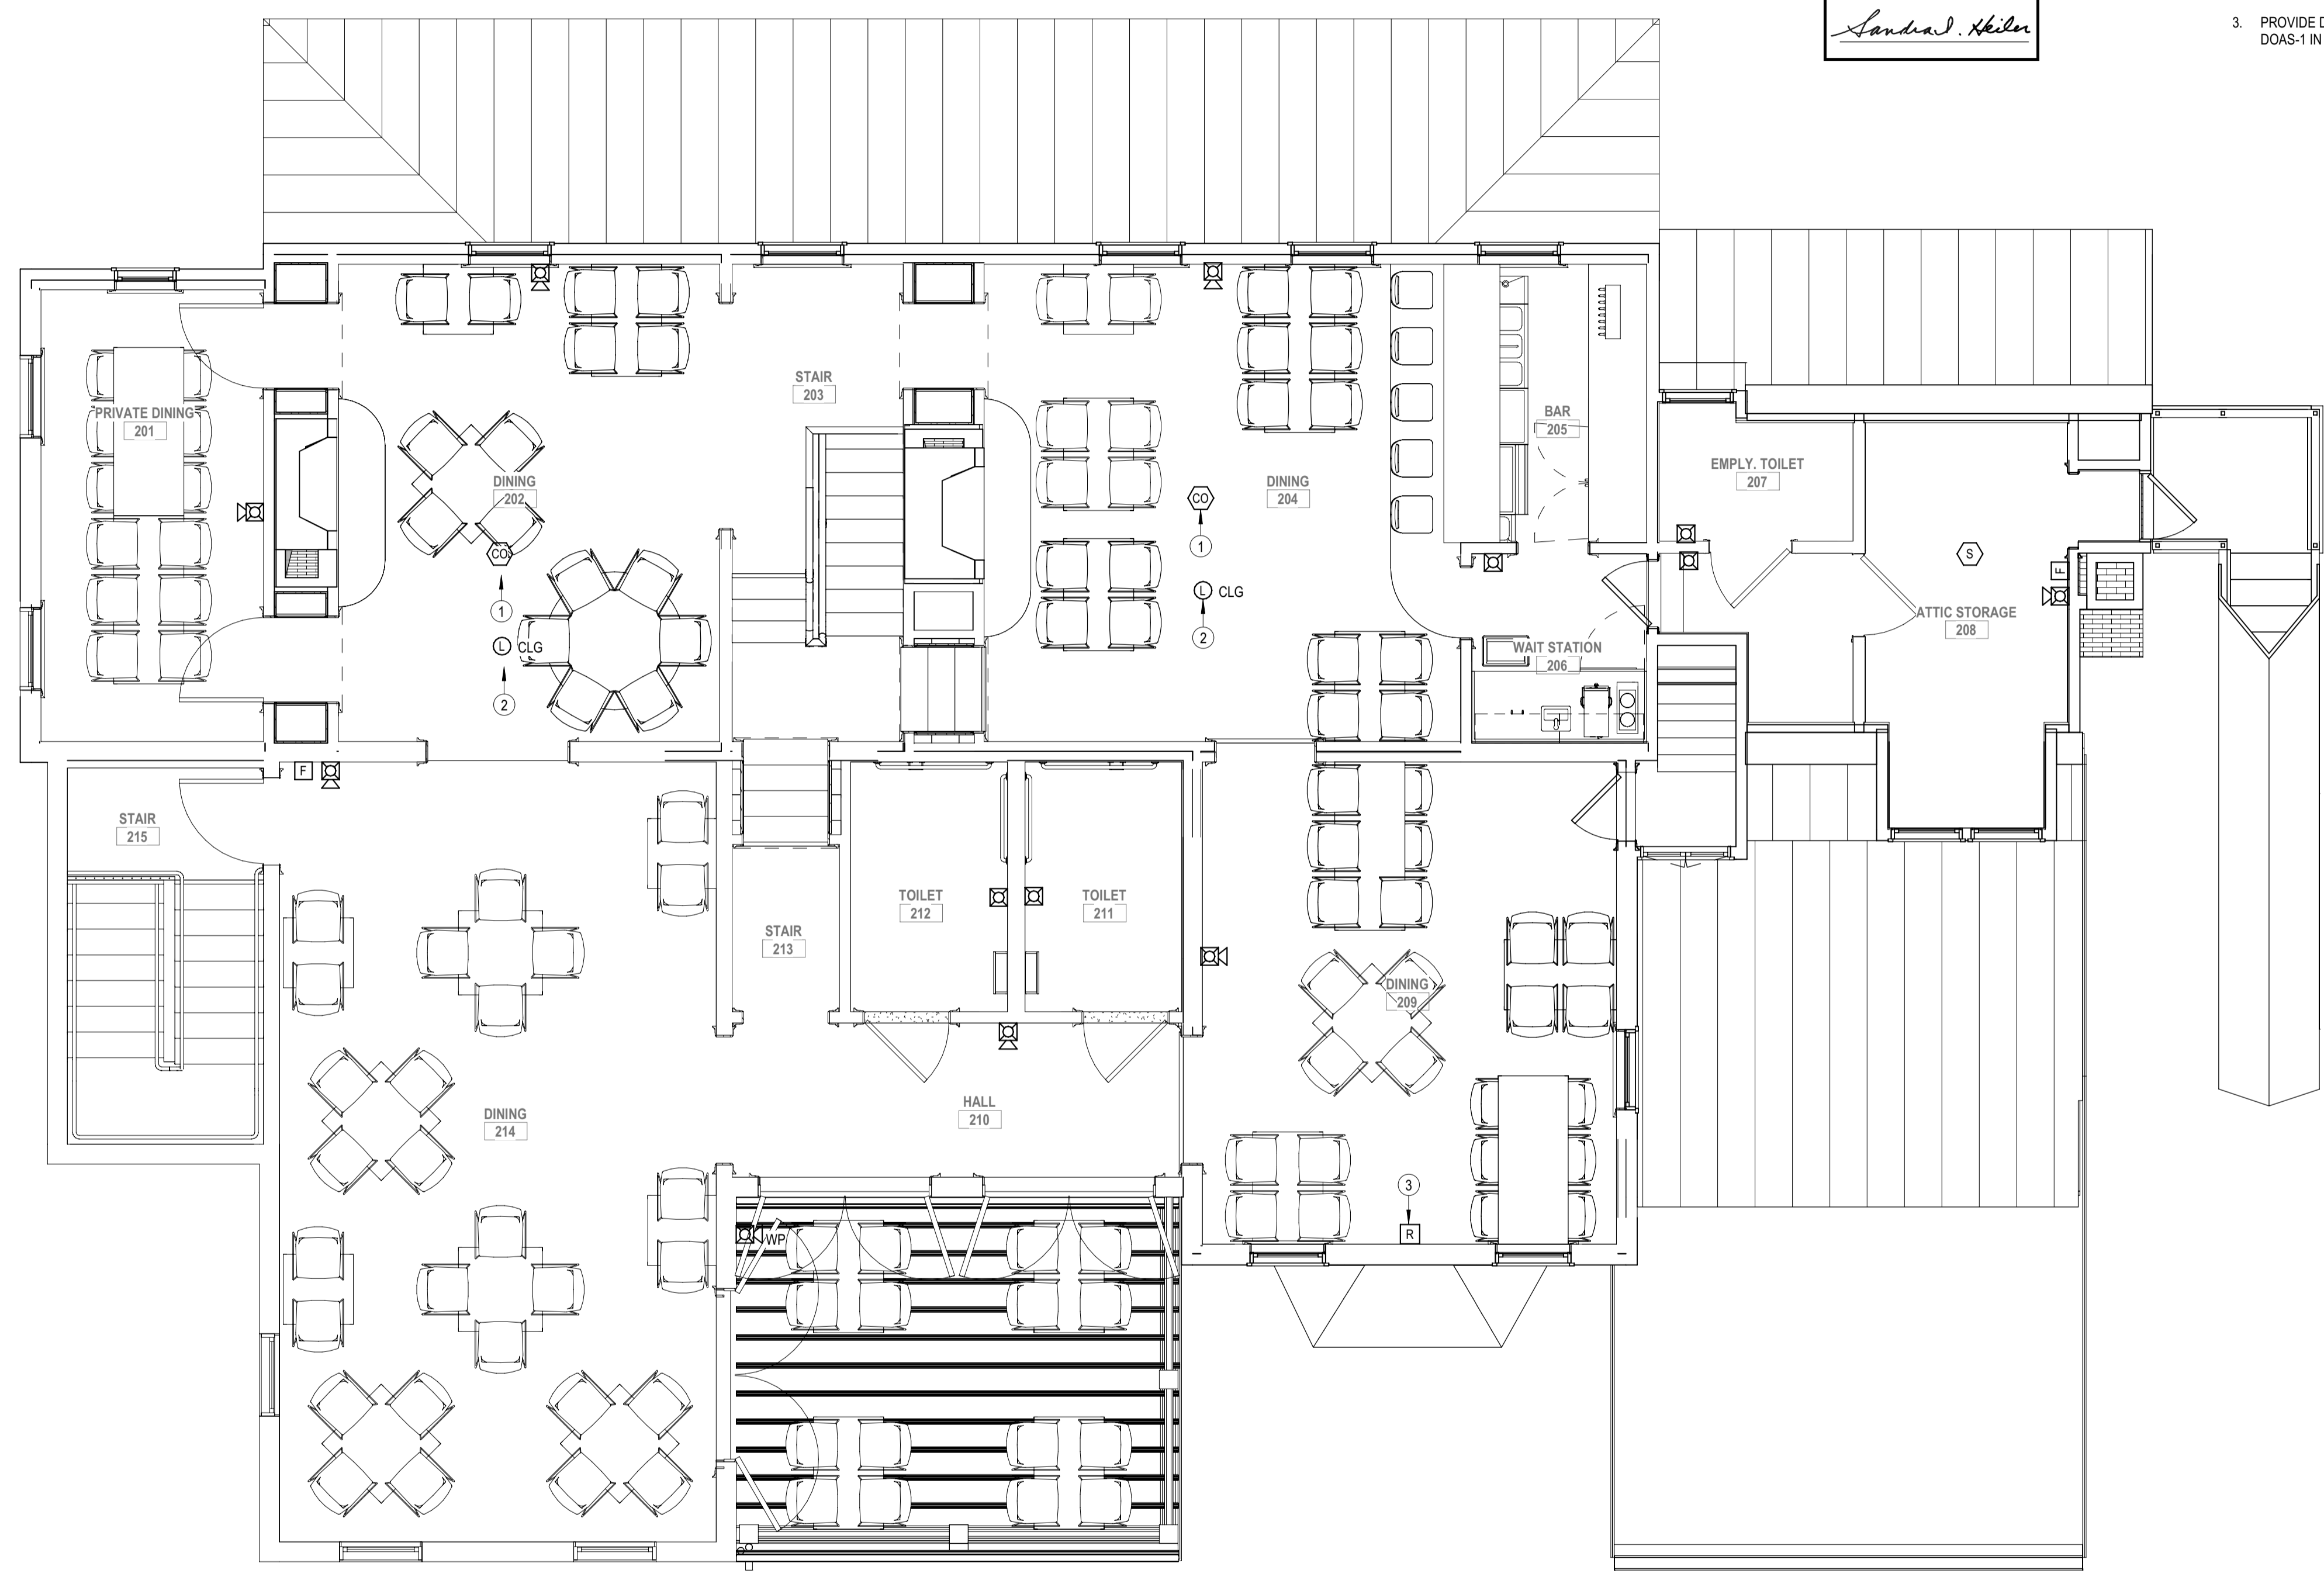 Sandra I. Heiler
3. PROVIDE D
DOAS-1 IN
STAIR
203
PRIVATE DINING
201
BAR
205
EMPLY. TOILET
207
DINING
202
DINING
204
CO
1
CO
1
S
F
L CLG
2
ATTIC STORAGE
208
L CLG
2
WAIT STATION
206
F
STAIR
215
TOILET
212
TOILET
211
STAIR
213
DINING
209
DINING
214
HALL
210
3
R
WP